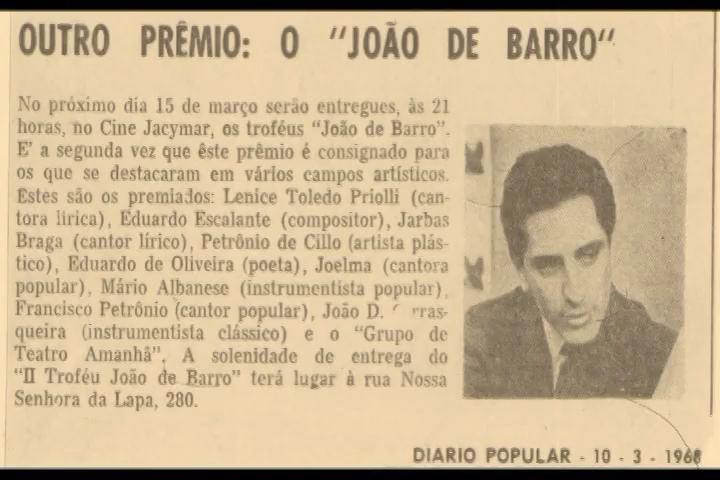 OUTRO PRÊMIO: O "JOÃO DE BARRO"
No próximo dia 15 de março serão entregues, às 21
horas, no Cine Jacymar, os troféus "João de Barro".
E' a segunda vez que êste prêmio é consignado para
os que se destacaram em vários campos artísticos.
Estes são os premiados: Lenice Toledo Priolli (can-
tora lírica), Eduardo Escalante (compositor), Jarbas
Braga (cantor lírico), Petrônio de Cillo (artista plás-
tico), Eduardo de Oliveira (poeta), Joelma (cantora
popular), Mário Albanese (instrumentista popular),
Francisco Petrônio (cantor popular), João D.
queira (instrumentista clássico) e o "Grupo de
Teatro Amanhã". A solenidade de entrega do
"II Troféu João de Barro" terá lugar à rua Nossa
Senhora da Lapa, 280.
DIARIO POPULAR - 10 - 3 - 1968